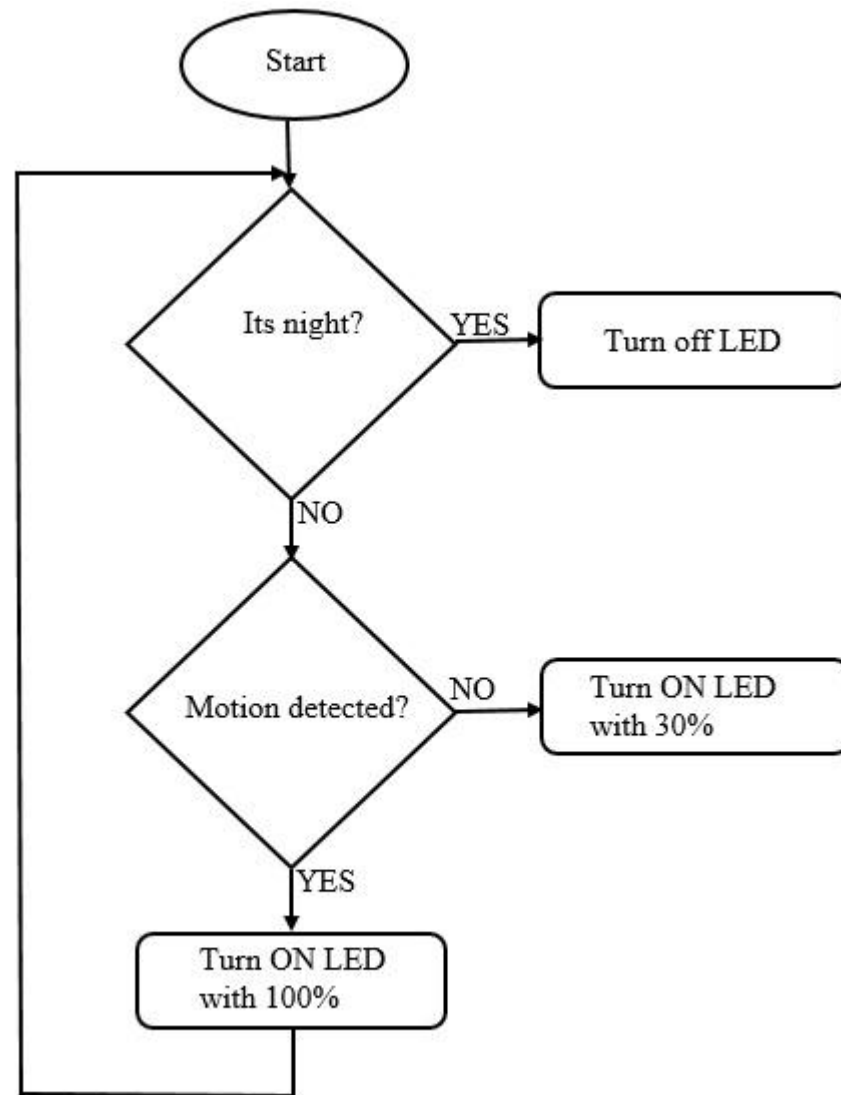 Start
Its night?
YES
Turn off LED
NO
Motion detected?
NO
Turn ON LED
with 30%
YES
Turn ON LED
with 100%